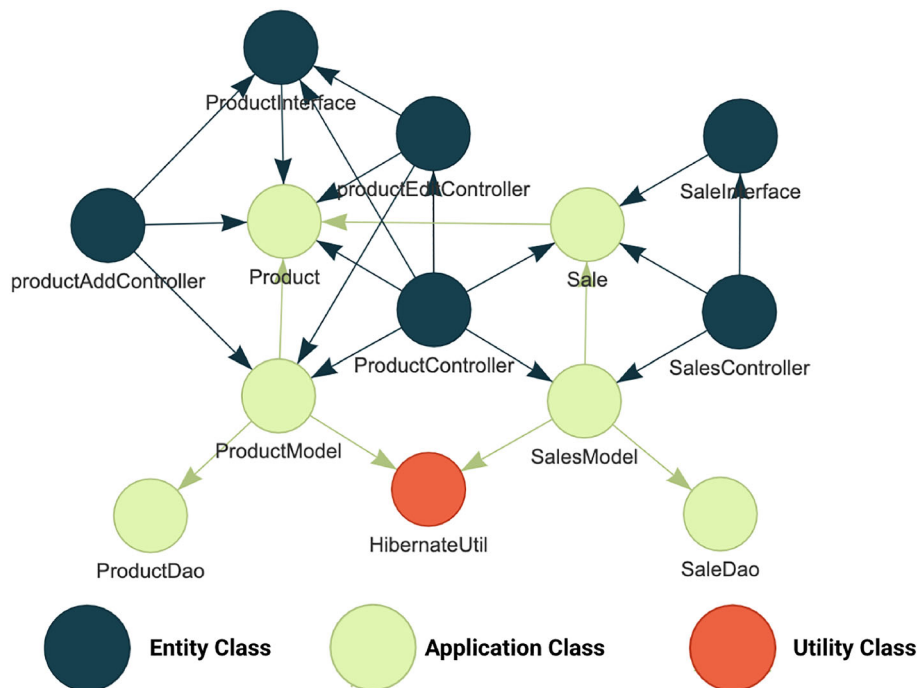 ProductInterface
productEditController
SaleInterface
productAddController
Product
Sale
ProductController
SalesController
ProductModel
SalesModel
HibernateUtil
ProductDao
SaleDao
Entity Class
Application Class
Utility Class